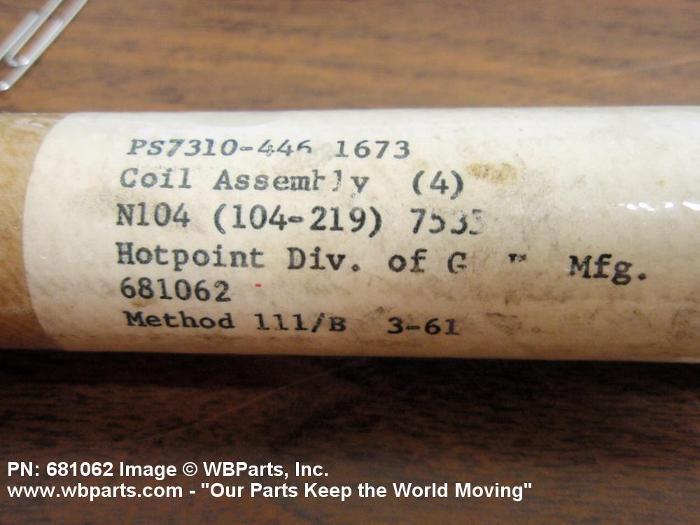 PS7310-446 1673
Coil Assembly (4)
N104 (104-219)
Hotpoint Div. of Mfg.
681062
Method 111/B 3-61
PN: 681062 Image © WBParts, Inc.
www.wbparts.com - "Our Parts Keep the World Moving"